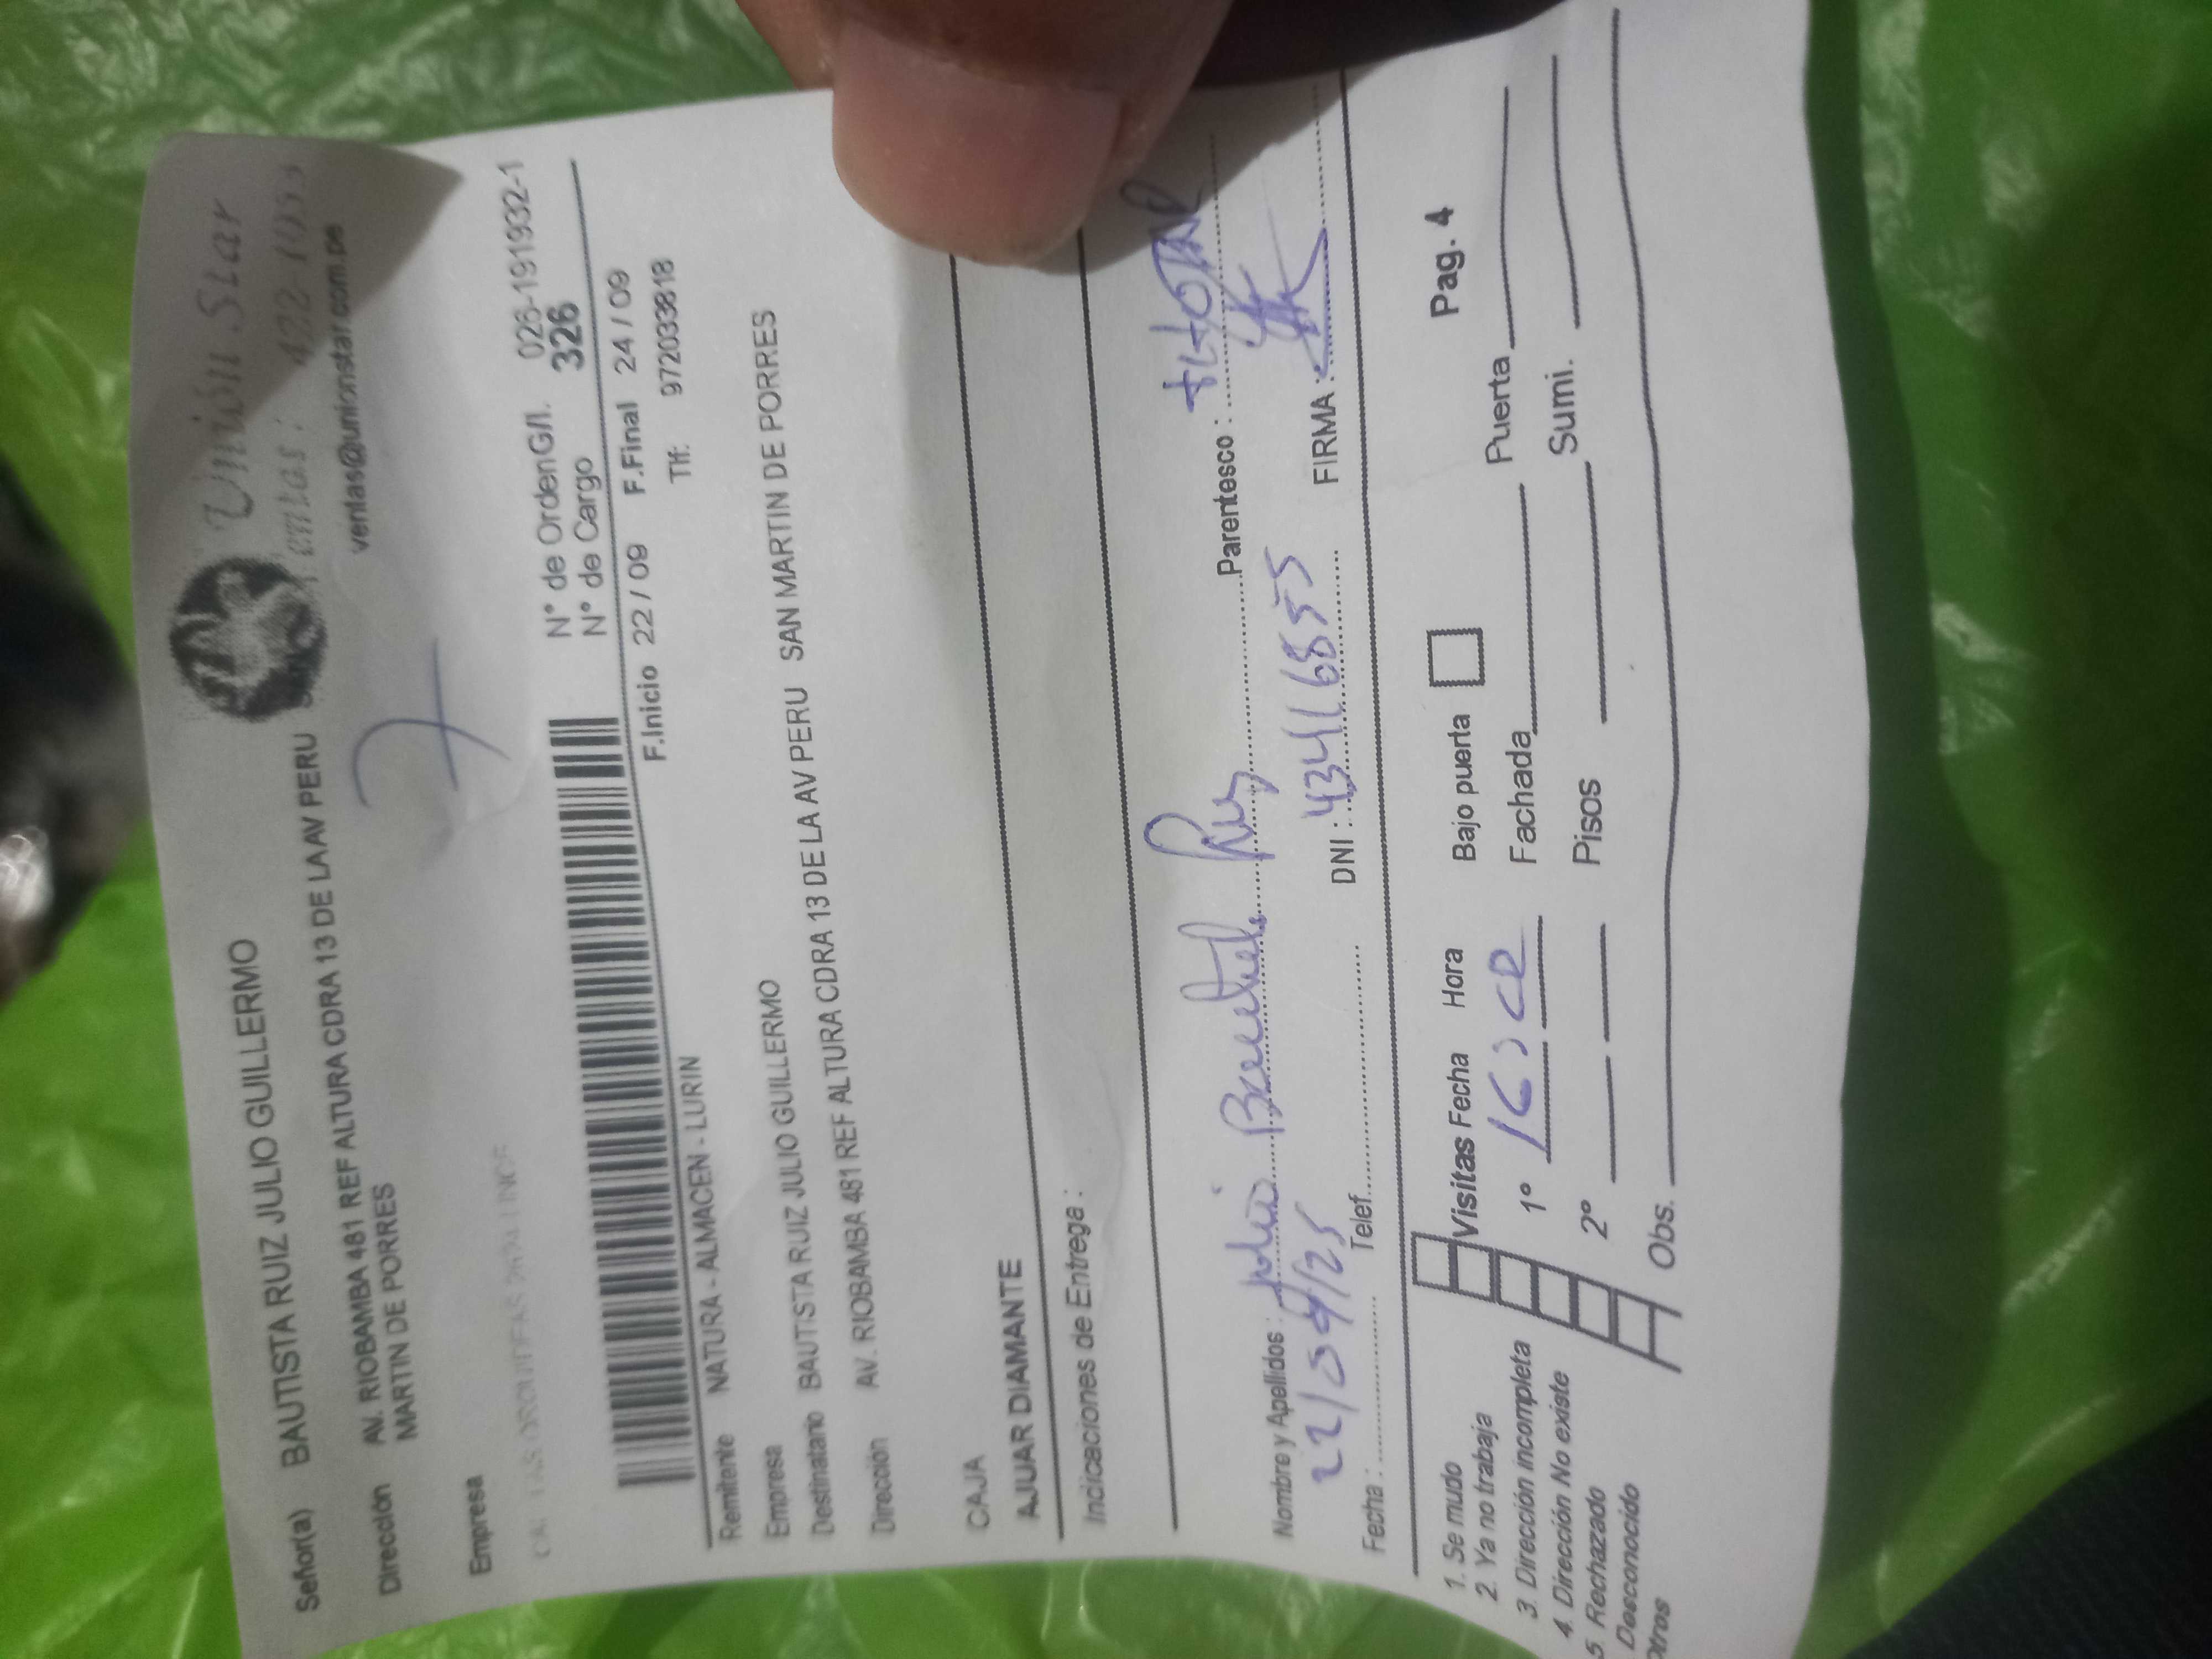 Señor(a) BAUTISTA RUIZ JULIO GUILLERMO
Unión Star
Dirección AV. RIOBAMBA 481 REF ALTURA CDRA 13 DE LA AV PERU
MARTIN DE PORRES
ventas@unionstar.com.pe
Empresa
N° de OrdenG/I. 026-1911932-1
N° de Cargo 326
F.Inicio 22 / 09 F.Final 24 / 09
Remitente NATURA - ALMACEN - LURIN
Tlf: 972033818
Empresa
Destinatario BAUTISTA RUIZ JULIO GUILLERMO
Dirección AV. RIOBAMBA 481 REF ALTURA CDRA 13 DE LA AV PERU SAN MARTIN DE PORRES
CAJA
AJUAR DIAMANTE
Indicaciones de Entrega :
Nombre y Apellidos : Julio Bautista Ruiz Parentesco : titular
22/09/25
Fecha : Telef. DNI : 43416855 FIRMA :
1. Se mudo
2. Ya no trabaja
3. Dirección incompleta
4. Dirección No existe
5. Rechazado
Desconocido
Otros
Visitas Fecha Hora Bajo puerta Pag. 4
1° Fachada Puerta
2° Pisos Sumi.
Obs.